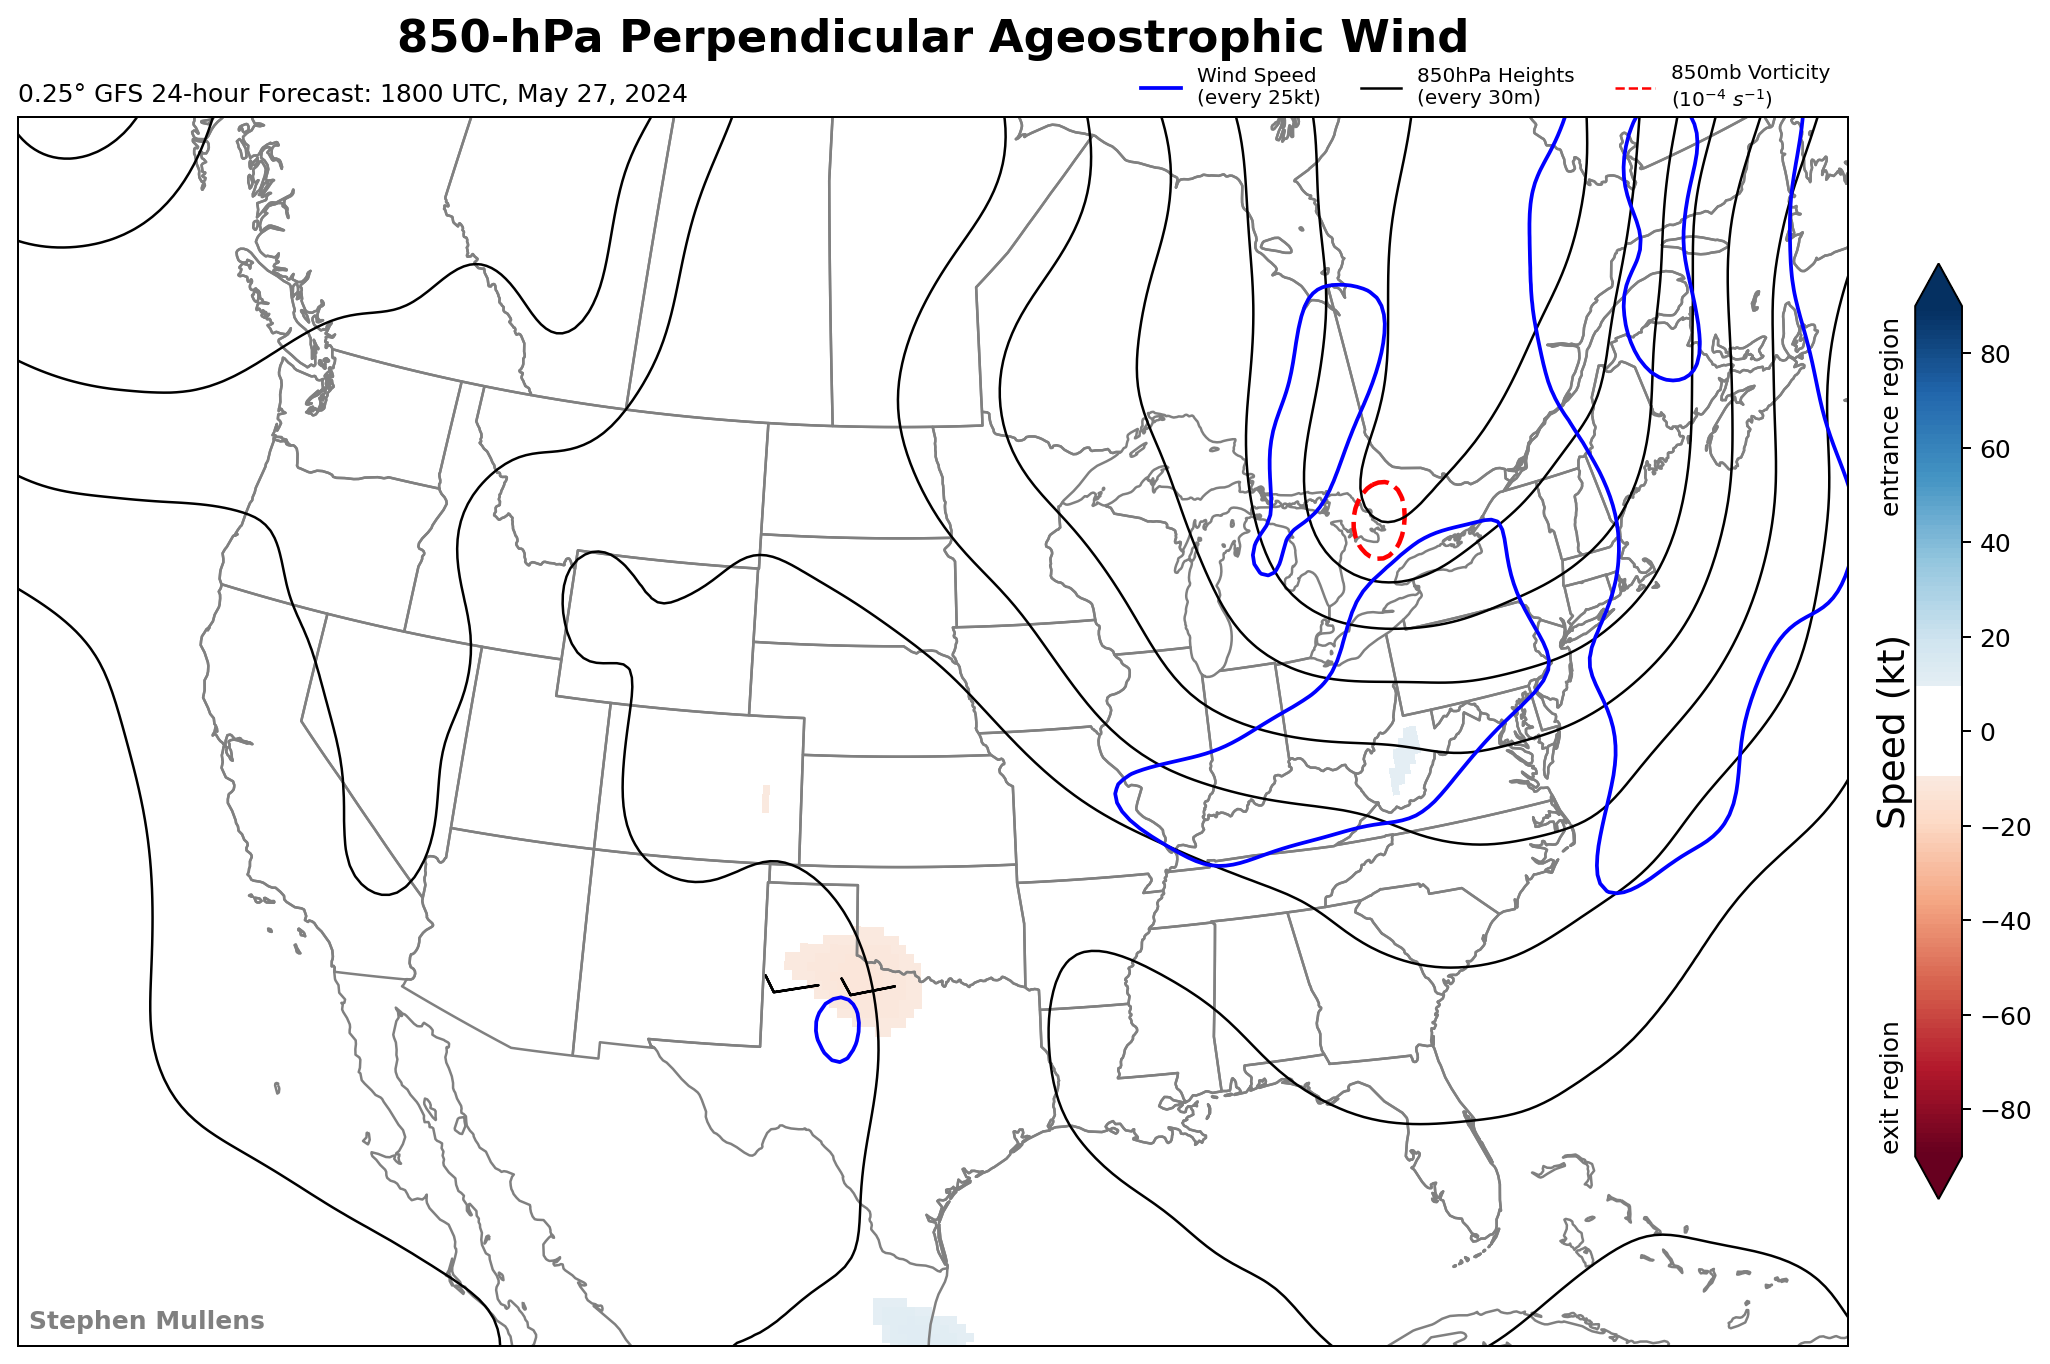 850-hPa Perpendicular Ageostrophic Wind
0.25° GFS 24-hour Forecast: 1800 UTC, May 27, 2024
Wind Speed
(every 25kt)
850hPa Heights
(every 30m)
850mb Vorticity
(10⁻⁴ s⁻¹)
entrance region
Speed (kt)
exit region
80
60
40
20
0
−20
−40
−60
−80
Stephen Mullens